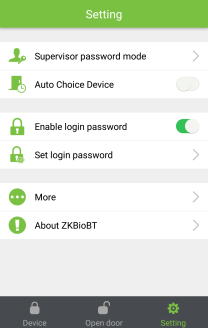 Setting
Supervisor password mode
Auto Choice Device
Enable login password
Set login password
More
About ZKBioBT
Device
Open door
Setting